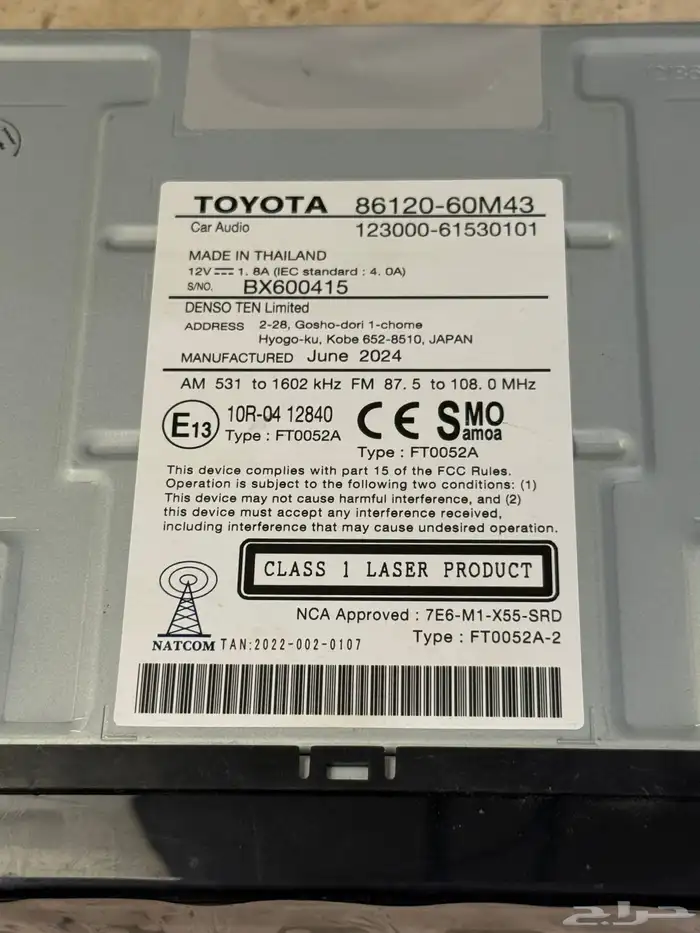 TOYOTA 86120-60M43
Car Audio 123000-61530101
MADE IN THAILAND
12V⎓ 1.8A (IEC standard : 4.0A)
S/NO. BX600415
DENSO TEN Limited
ADDRESS 2-28, Gosho-dori 1-chome
Hyogo-ku, Kobe 652-8510, JAPAN
MANUFACTURED June 2024
AM 531 to 1602 kHz FM 87.5 to 108.0 MHz
E13 10R-04 12840 CE SMO
Type : FT0052A amoa
Type : FT0052A
This device complies with part 15 of the FCC Rules.
Operation is subject to the following two conditions: (1)
This device may not cause harmful interference, and (2)
this device must accept any interference received,
including interference that may cause undesired operation.
CLASS 1 LASER PRODUCT
NCA Approved : 7E6-M1-X55-SRD
Type : FT0052A-2
NATCOM TAN:2022-002-0107
حراج